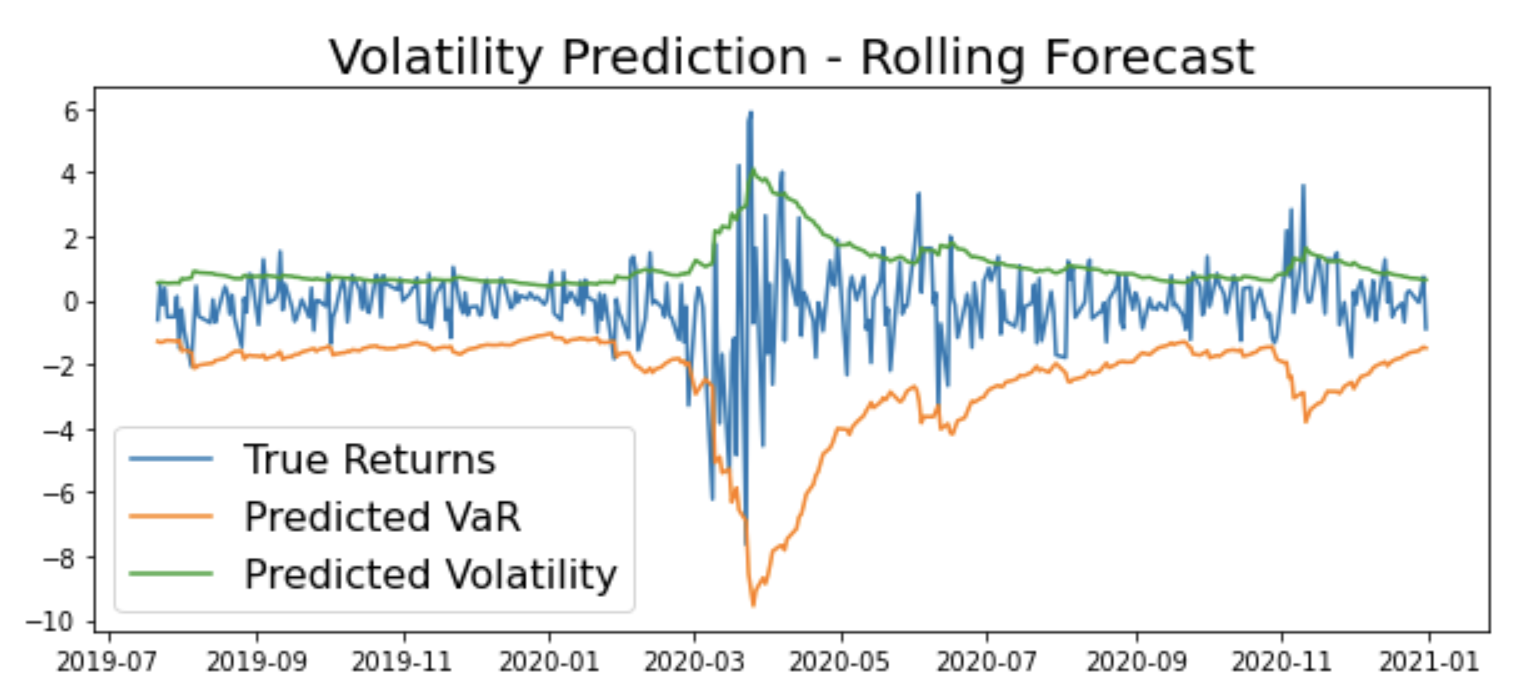 Volatility Prediction - Rolling Forecast
6
4
2
0
−2
−4
−6
−8
−10
True Returns
Predicted VaR
Predicted Volatility
2019-07 2019-09 2019-11 2020-01 2020-03 2020-05 2020-07 2020-09 2020-11 2021-01